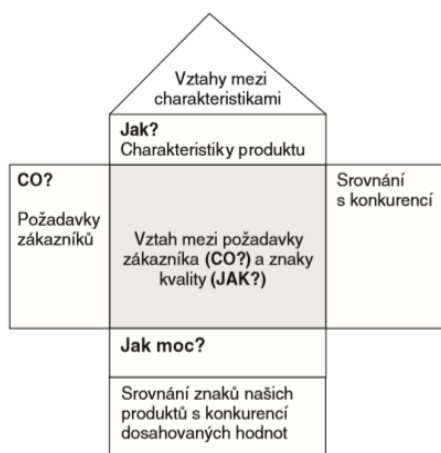 Vztahy mezi
charakteristikami
Jak?
Charakteristiky produktu
CO?
Požadavky
zákazníků
Vztah mezi požadavky
zákazníka (CO?) a znaky
kvality (JAK?)
Srovnání
s konkurencí
Jak moc?
Srovnání znaků našich
produktů s konkurencí
dosahovaných hodnot